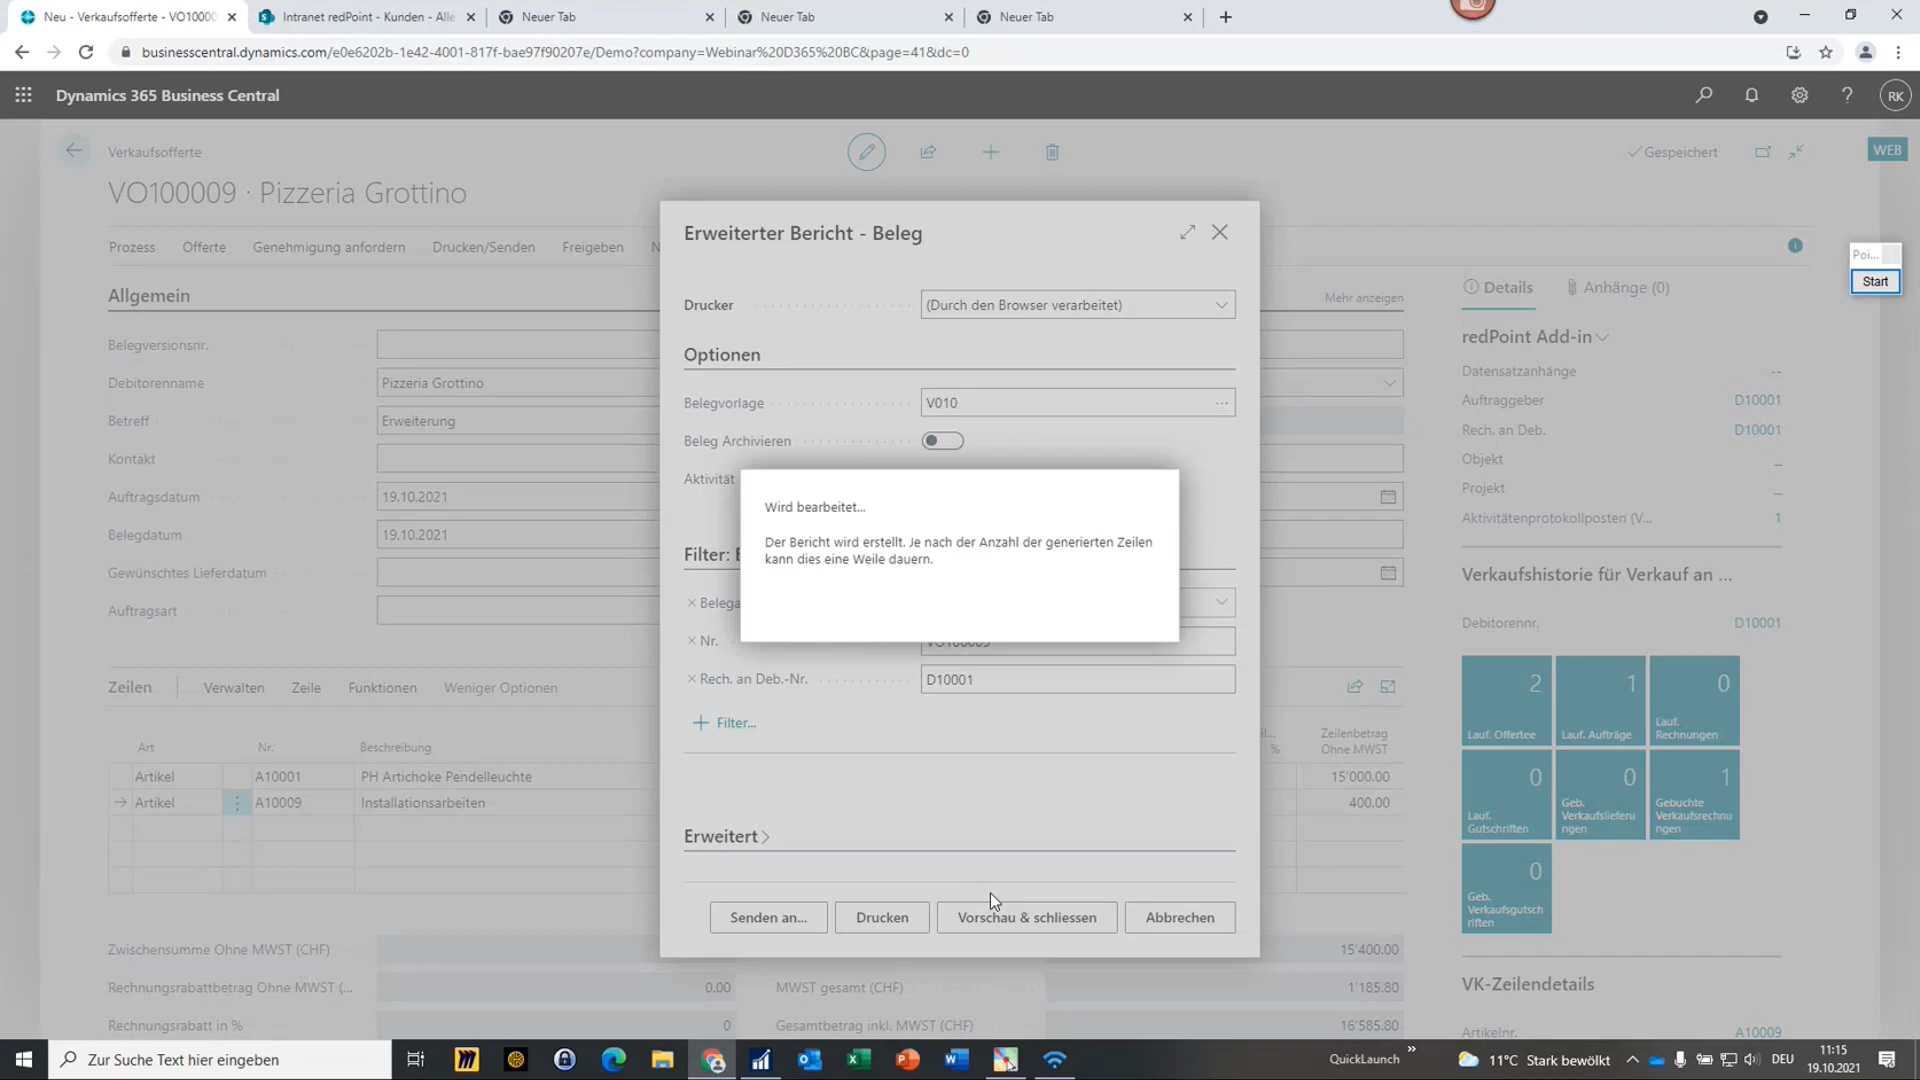 Neu - Verkaufsofferte - VO10000
Intranet redPoint - Kunden - Alle
Neuer Tab
Neuer Tab
Neuer Tab
businesscentral.dynamics.com/e0e6202b-1e42-4001-817f-bae97f90207e/Demo?company=Webinar%20D365%20BC&page=41&dc=0
Dynamics 365 Business Central
RK
Verkaufsofferte
Gespeichert
WEB
VO100009 · Pizzeria Grottino
Prozess Offerte Genehmigung anfordern Drucken/Senden Freigeben N
Allgemein
Mehr anzeigen
Belegversionsnr.
Debitorenname Pizzeria Grottino
Betreff Erweiterung
Kontakt
Auftragsdatum 19.10.2021
Belegdatum 19.10.2021
Gewünschtes Lieferdatum
Auftragsart
Zeilen Verwalten Zeile Funktionen Weniger Optionen
Art Nr. Beschreibung
%
Zeilenbetrag
Ohne MWST
Artikel A10001 PH Artichoke Pendelleuchte 15'000.00
Artikel A10009 Installationsarbeiten 400.00
Zwischensumme Ohne MWST (CHF) 15'400.00
Rechnungsrabattbetrag Ohne MWST (... 0.00 MWST gesamt (CHF) 1'185.80
Rechnungsrabatt in % 0 Gesamtbetrag inkl. MWST (CHF) 16'585.80
Erweiterter Bericht - Beleg
Drucker (Durch den Browser verarbeitet)
Optionen
Belegvorlage V010
Beleg Archivieren
Aktivität
Wird bearbeitet...
Der Bericht wird erstellt. Je nach der Anzahl der generierten Zeilen
kann dies eine Weile dauern.
Filter:
Belega
Nr. VO100009
Rech. an Deb.-Nr. D10001
Filter...
Erweitert
Senden an... Drucken Vorschau & schliessen Abbrechen
Details Anhänge (0)
redPoint Add-in
Datensatzanhänge --
Auftraggeber D10001
Rech. an Deb. D10001
Objekt _
Projekt _
Aktivitätenprotokollposten (V... 1
Verkaufshistorie für Verkauf an ...
Debitorennr. D10001
2
Lauf. Offertee
1
Lauf. Aufträge
0
Lauf.
Rechnungen
0
Lauf.
Gutschriften
0
Geb.
Verkaufslieferu
ngen
1
Gebuchte
Verkaufsrechnu
ngen
0
Geb.
Verkaufsgutsch
riften
VK-Zeilendetails
Artikelnr. A10009
Poi...
Start
Zur Suche Text hier eingeben
QuickLaunch
11°C Stark bewölkt
DEU
11:15
19.10.2021